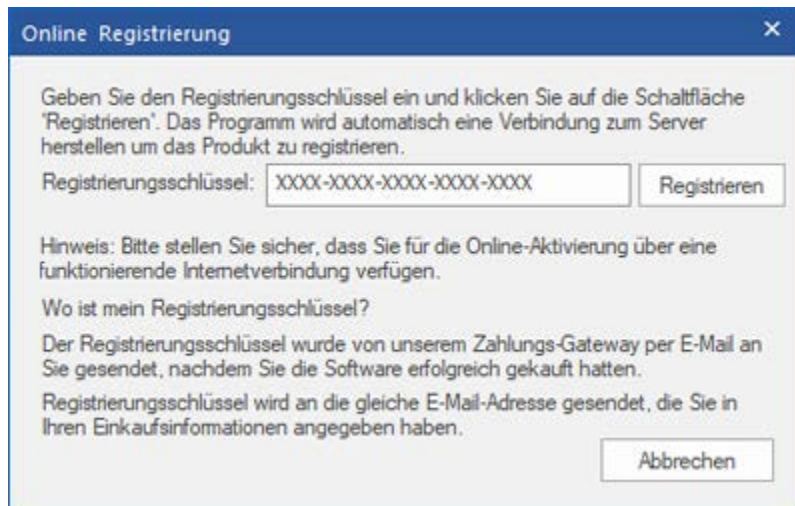 Online Registrierung
Geben Sie den Registrierungsschlüssel ein und klicken Sie auf die Schaltfläche
'Registrieren'. Das Programm wird automatisch eine Verbindung zum Server
herstellen um das Produkt zu registrieren.
Registrierungsschlüssel: XXXX-XXXX-XXXX-XXXX-XXXX Registrieren
Hinweis: Bitte stellen Sie sicher, dass Sie für die Online-Aktivierung über eine
funktionierende Internetverbindung verfügen.
Wo ist mein Registrierungsschlüssel?
Der Registrierungsschlüssel wurde von unserem Zahlungs-Gateway per E-Mail an
Sie gesendet, nachdem Sie die Software erfolgreich gekauft hatten.
Registrierungsschlüssel wird an die gleiche E-Mail-Adresse gesendet, die Sie in
Ihren Einkaufsinformationen angegeben haben.
Abbrechen